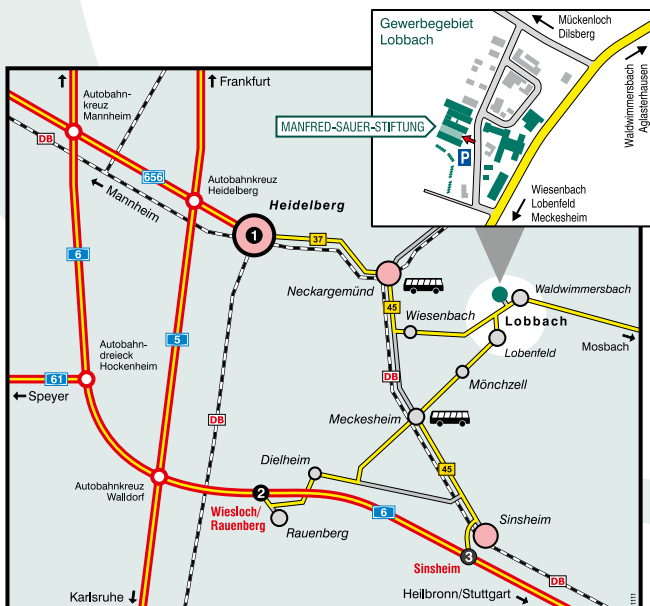 Gewerbegebiet
Lobbach
Mückenloch
Dilsberg
Waldwimmersbach
Aglasterhausen
MANFRED-SAUER-STIFTUNG
P
Wiesenbach
Lobenfeld
Meckesheim
Autobahn-
kreuz
Mannheim
Frankfurt
DB
656
Mannheim
Autobahnkreuz
Heidelberg
Heidelberg
1
37
6
Neckargemünd
45
Waldwimmersbach
Wiesenbach
Lobbach
5
Autobahn-
dreieck
Hockenheim
Lobenfeld
Mosbach
61
DB
Mönchzell
Speyer
DB
Meckesheim
Dielheim
45
Autobahnkreuz
Walldorf
2
Wiesloch/
Rauenberg
6
Rauenberg
Sinsheim
3
Sinsheim
DB
Karlsruhe
Heilbronn/Stuttgart
1111